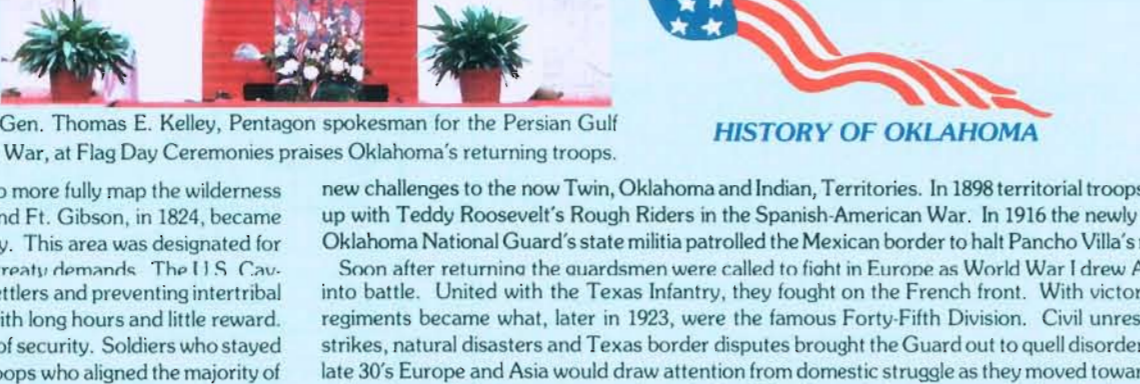 Gen. Thomas E. Kelley, Pentagon spokesman for the Persian Gulf
War, at Flag Day Ceremonies praises Oklahoma's returning troops.
HISTORY OF OKLAHOMA
o more fully map the wilderness
nd Ft. Gibson, in 1824, became
y. This area was designated for
reaty demands. The U.S. Cav-
ettlers and preventing intertribal
ith long hours and little reward.
of security. Soldiers who stayed
oops who aligned the majority of
new challenges to the now Twin, Oklahoma and Indian, Territories. In 1898 territorial troops
up with Teddy Roosevelt's Rough Riders in the Spanish-American War. In 1916 the newly
Oklahoma National Guard's state militia patrolled the Mexican border to halt Pancho Villa's
Soon after returning the guardsmen were called to fight in Europe as World War I drew A
into battle. United with the Texas Infantry, they fought on the French front. With victor
regiments became what, later in 1923, were the famous Forty-Fifth Division. Civil unres
strikes, natural disasters and Texas border disputes brought the Guard out to quell disorder
late 30's Europe and Asia would draw attention from domestic struggle as they moved towar